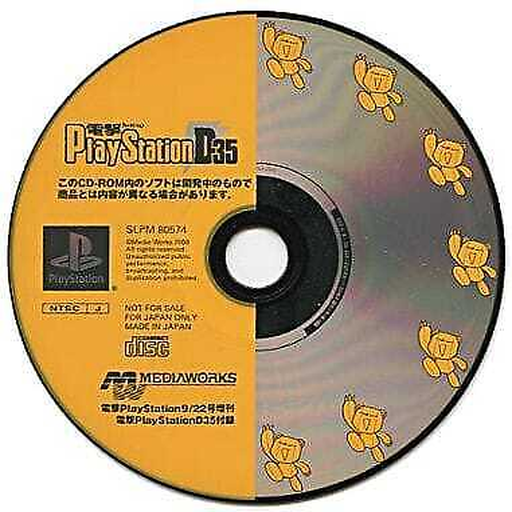 電撃
PlayStation D35
このCD-ROM内のソフトは開発中のもので
商品とは内容が異なる場合があります。
SLPM 80574
©Media Works 2000
All rights reserved.
Unauthorized public
performance,
broadcasting, and
duplication prohibited.
PlayStation
NTSC J
NOT FOR SALE
FOR JAPAN ONLY
MADE IN JAPAN
COMPACT
disc
MW MEDIAWORKS
電撃PlayStation9/22号増刊
電撃PlayStationD35付録